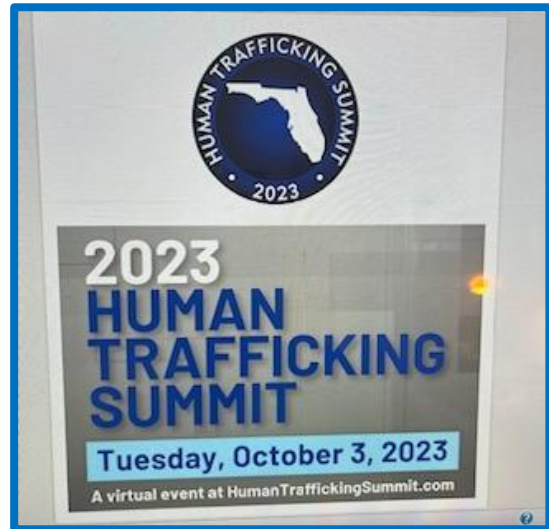 HUMAN TRAFFICKING SUMMIT
• 2023 •
2023
HUMAN
TRAFFICKING
SUMMIT
Tuesday, October 3, 2023
A virtual event at HumanTraffickingSummit.com
?